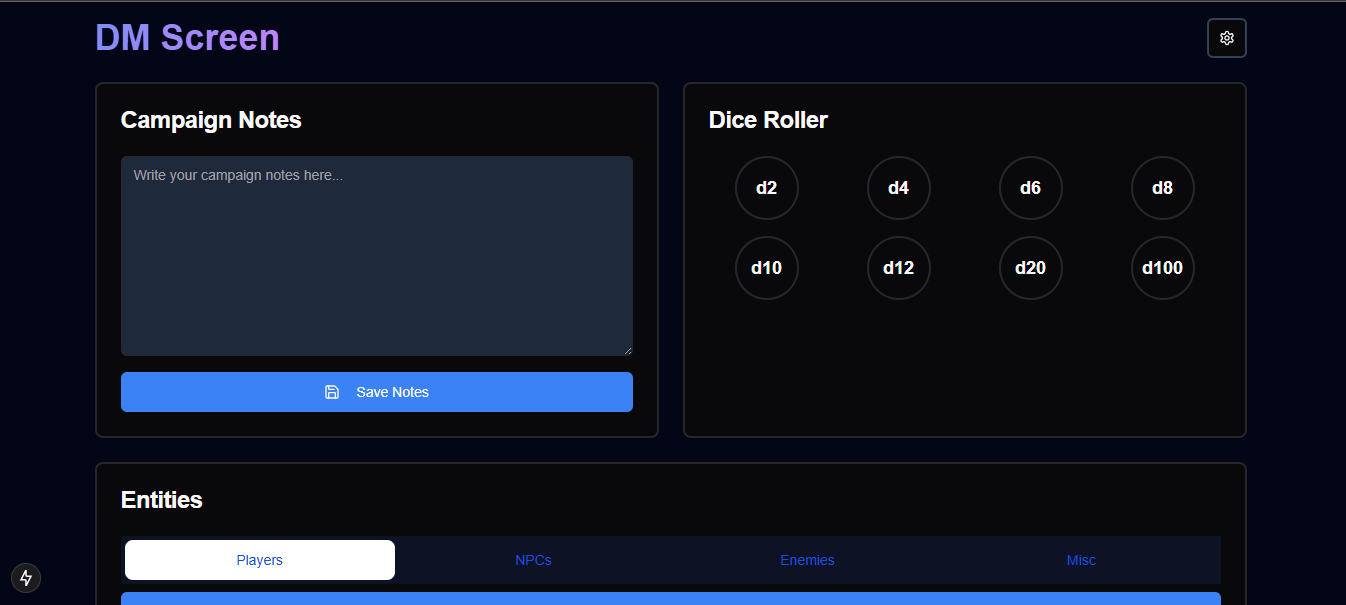 DM Screen
Campaign Notes
Write your campaign notes here...
Save Notes
Dice Roller
d2 d4 d6 d8
d10 d12 d20 d100
Entities
Players NPCs Enemies Misc